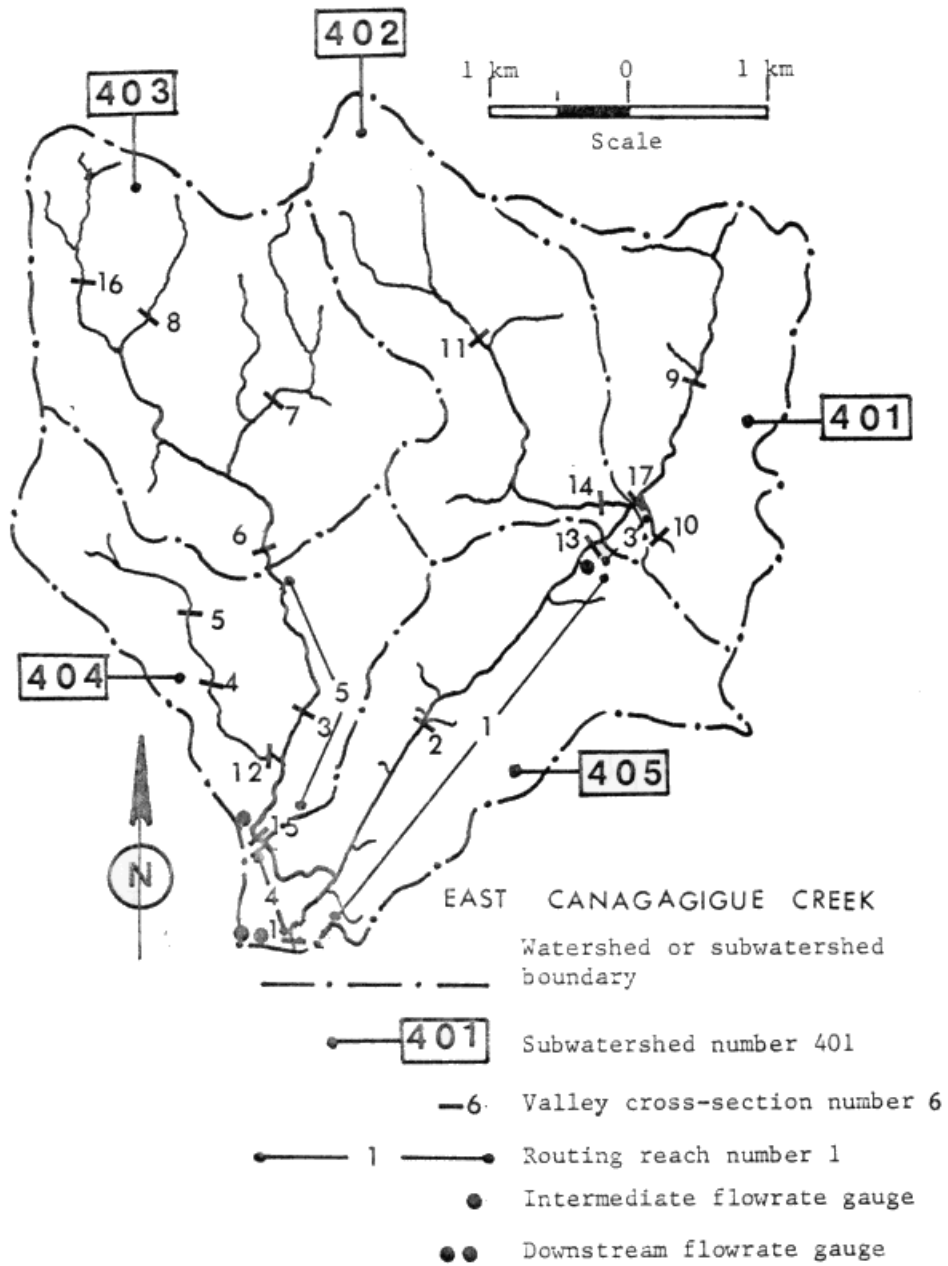 402
1 km 0 1 km
403
Scale
16
8
11
9
7
401
17
14
10
6
13
3
5
404
4
5
3
1
2
12
405
15
4
1
N
EAST CANAGAGIGUE CREEK
Watershed or subwatershed
boundary
401 Subwatershed number 401
6 Valley cross-section number 6
1 Routing reach number 1
Intermediate flowrate gauge
Downstream flowrate gauge